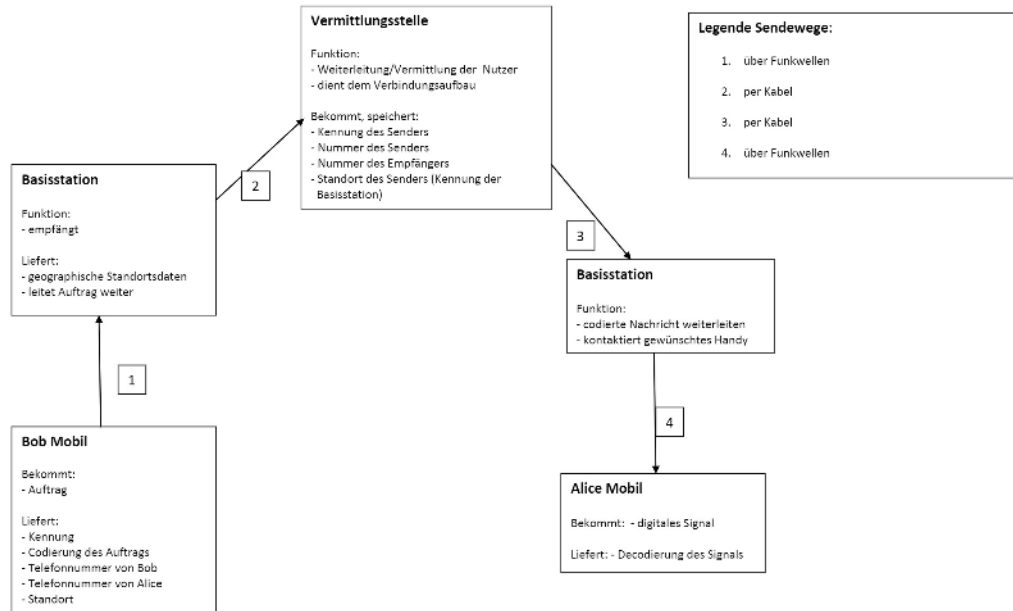 Vermittlungsstelle
Funktion:
- Weiterleitung/Vermittlung der Nutzer
- dient dem Verbindungsaufbau
Bekommt, speichert:
- Kennung des Senders
- Nummer des Senders
- Nummer des Empfängers
- Standort des Senders (Kennung der
Basisstation)
Legende Sendewege:
1. über Funkwellen
2. per Kabel
3. per Kabel
4. über Funkwellen
Basisstation
Funktion:
- empfängt
Liefert:
- geographische Standortsdaten
- leitet Auftrag weiter
2
3
Basisstation
Funktion:
- codierte Nachricht weiterleiten
- kontaktiert gewünschtes Handy
1
4
Bob Mobil
Bekommt:
- Auftrag
Liefert:
- Kennung
- Codierung des Auftrags
- Telefonnummer von Bob
- Telefonnummer von Alice
- Standort
Alice Mobil
Bekommt: - digitales Signal
Liefert: - Decodierung des Signals